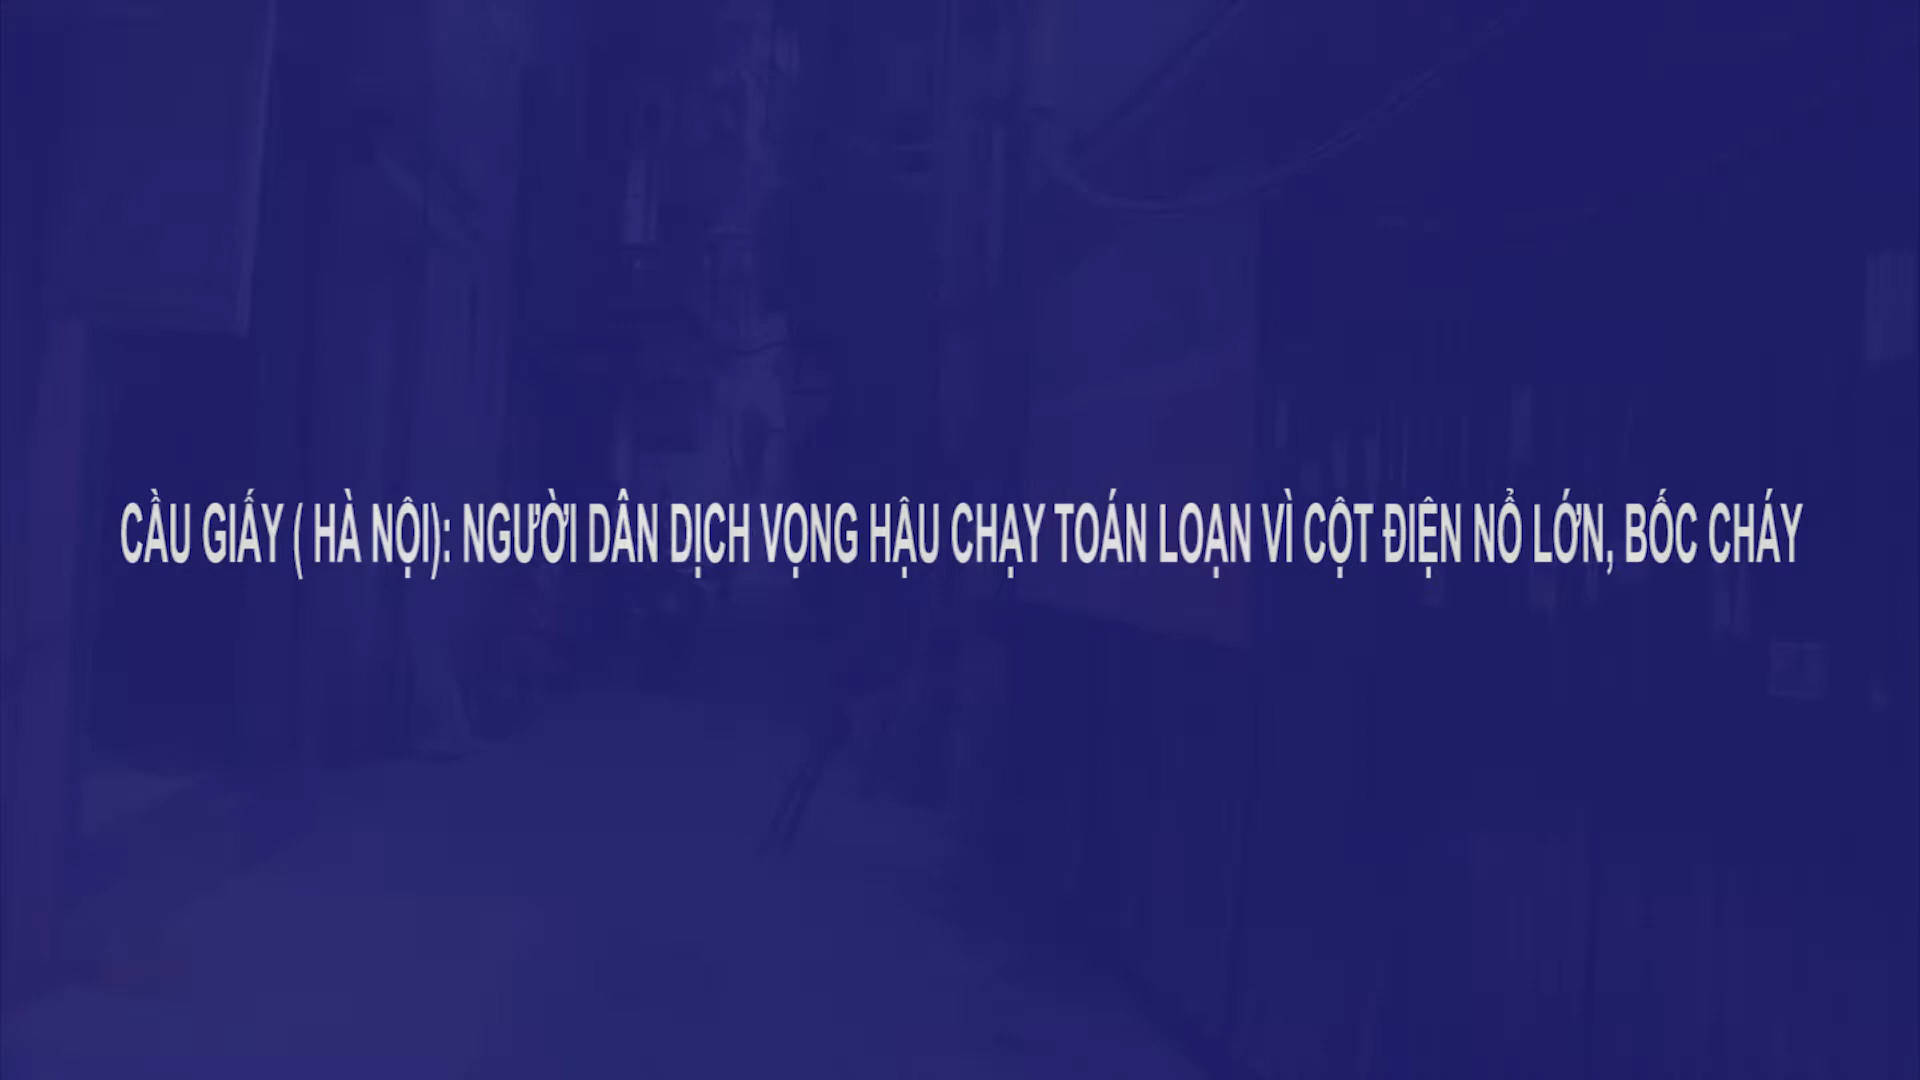 CẦU GIẤY ( HÀ NỘI): NGƯỜI DÂN DỊCH VỌNG HẬU CHẠY TOÁN LOẠN VÌ CỘT ĐIỆN NỔ LỚN, BỐC CHÁY